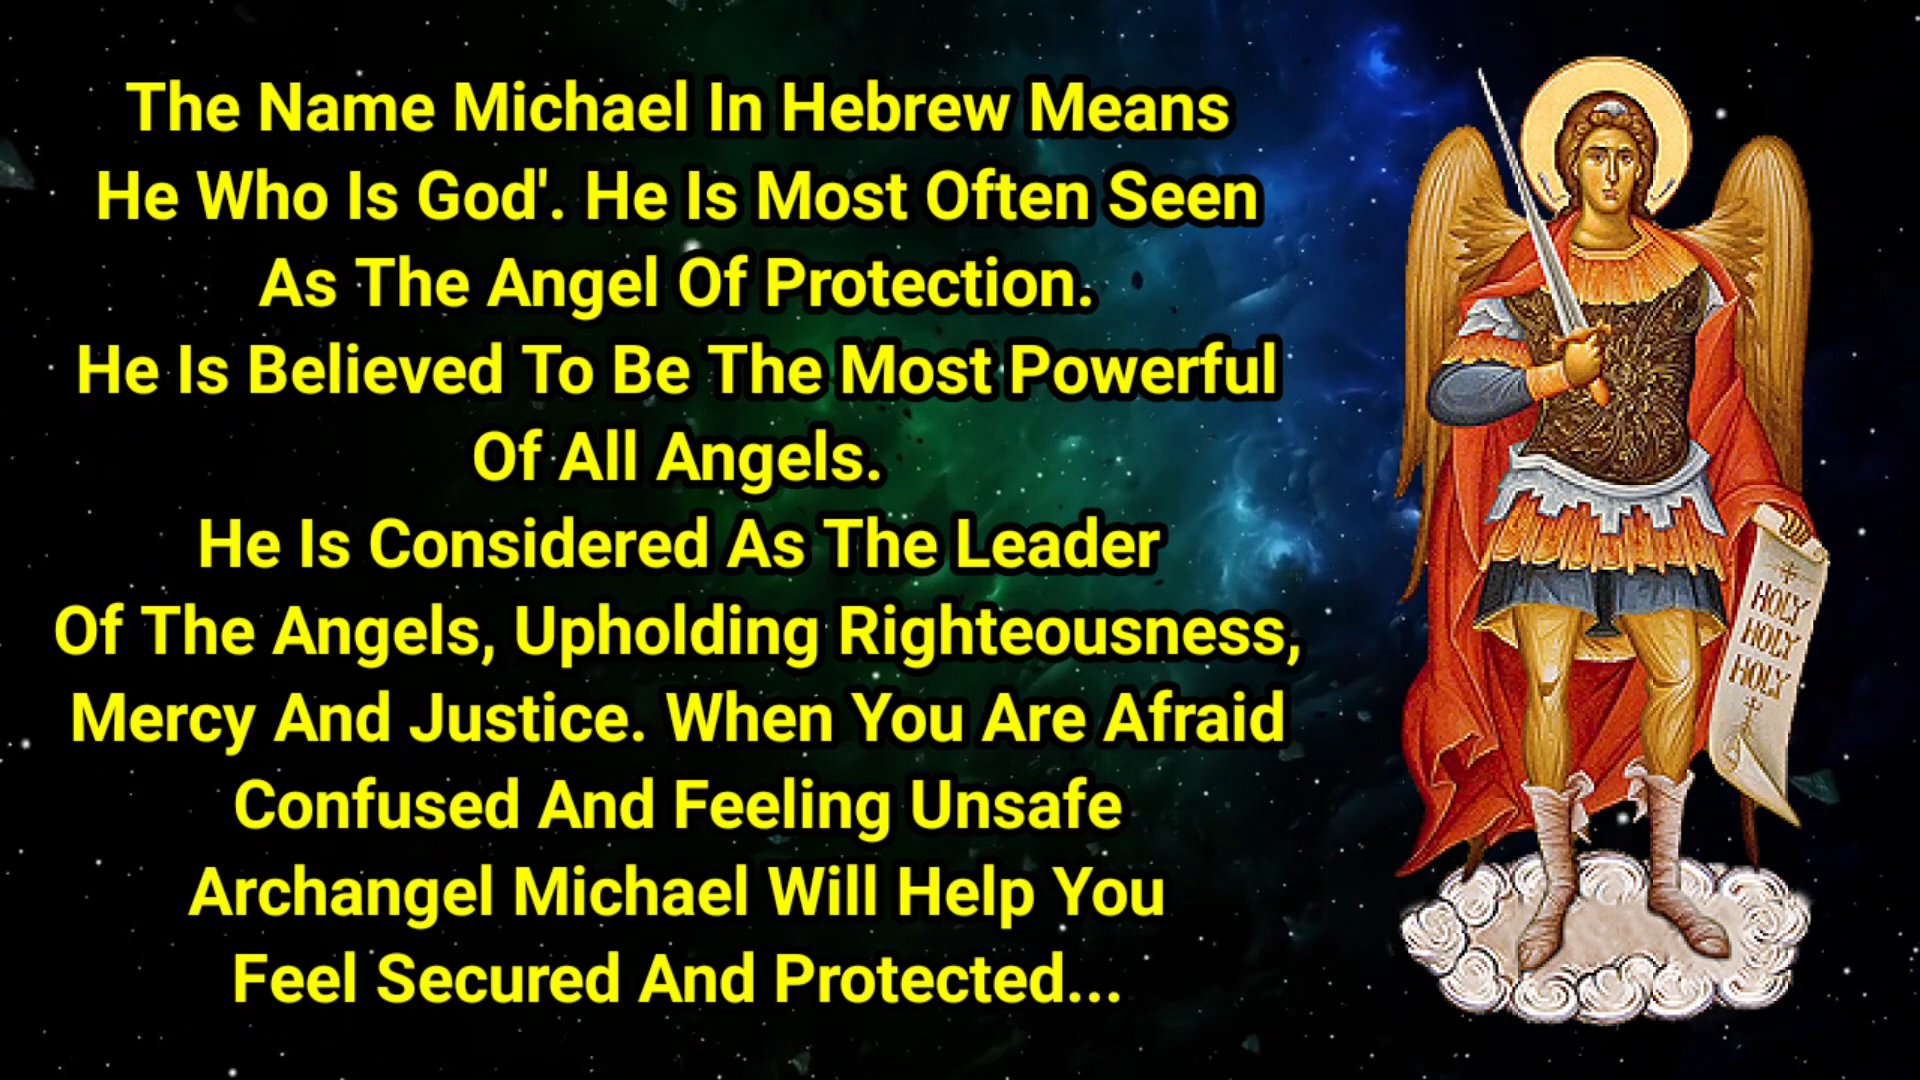 The Name Michael In Hebrew Means
He Who Is God'. He Is Most Often Seen
As The Angel Of Protection.
He Is Believed To Be The Most Powerful
Of All Angels.
He Is Considered As The Leader
Of The Angels, Upholding Righteousness,
Mercy And Justice. When You Are Afraid
Confused And Feeling Unsafe
Archangel Michael Will Help You
Feel Secured And Protected...
HOLY
HOLY
HOLY